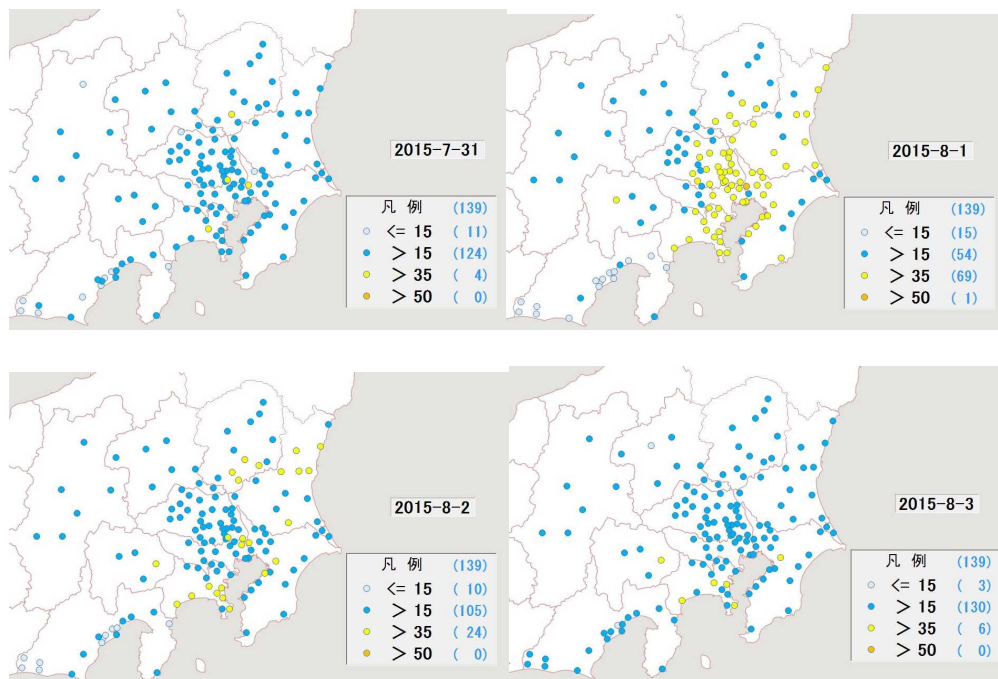 2015-7-31
凡 例 (139)
<= 15 ( 11)
> 15 (124)
> 35 ( 4)
> 50 ( 0)
2015-8-1
凡 例 (139)
<= 15 (15)
> 15 (54)
> 35 (69)
> 50 ( 1)
2015-8-2
凡 例 (139)
<= 15 ( 10)
> 15 (105)
> 35 ( 24)
> 50 ( 0)
2015-8-3
凡 例 (139)
<= 15 ( 3)
> 15 (130)
> 35 ( 6)
> 50 ( 0)